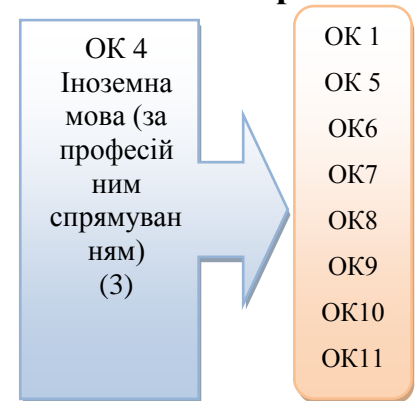 ОК 4
Іноземна
мова (за
професій
ним
спрямуван
ням)
(3)
ОК 1
ОК 5
ОК6
ОК7
ОК8
ОК9
ОК10
ОК11